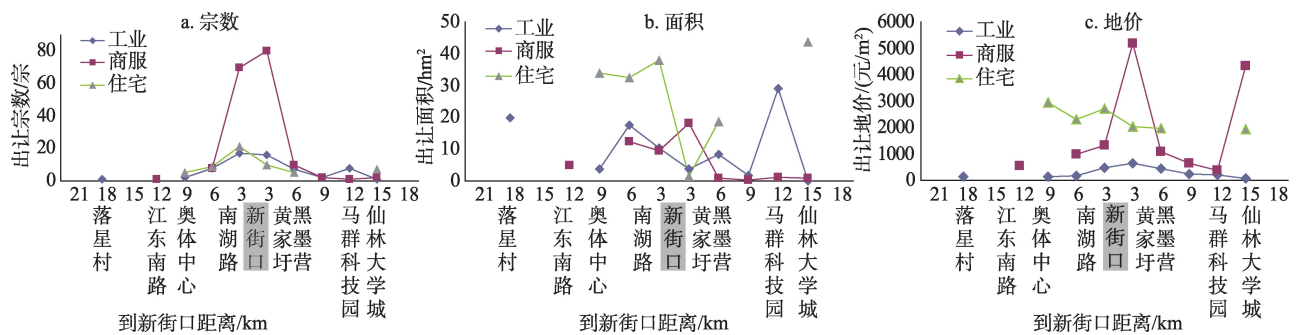 a. 宗数
工业
商服
住宅
出让宗数/宗
80
60
40
20
0
21 18 15 12 9 6 3 3 6 9 12 15 18
落星村
江东南路
奥体中心
南湖路
新街口
黄家圩
黑墨营
马群科技园
仙林大学城
到新街口距离/km
b. 面积
工业
商服
住宅
出让面积/hm²
50
40
30
20
10
0
21 18 15 12 9 6 3 3 6 9 12 15 18
落星村
江东南路
奥体中心
南湖路
新街口
黄家圩
黑墨营
马群科技园
仙林大学城
到新街口距离/km
c. 地价
工业
商服
住宅
出让地价/(元/m²)
6000
5000
4000
3000
2000
1000
0
21 18 15 12 9 6 3 3 6 9 12 15 18
落星村
江东南路
奥体中心
南湖路
新街口
黄家圩
黑墨营
马群科技园
仙林大学城
到新街口距离/km